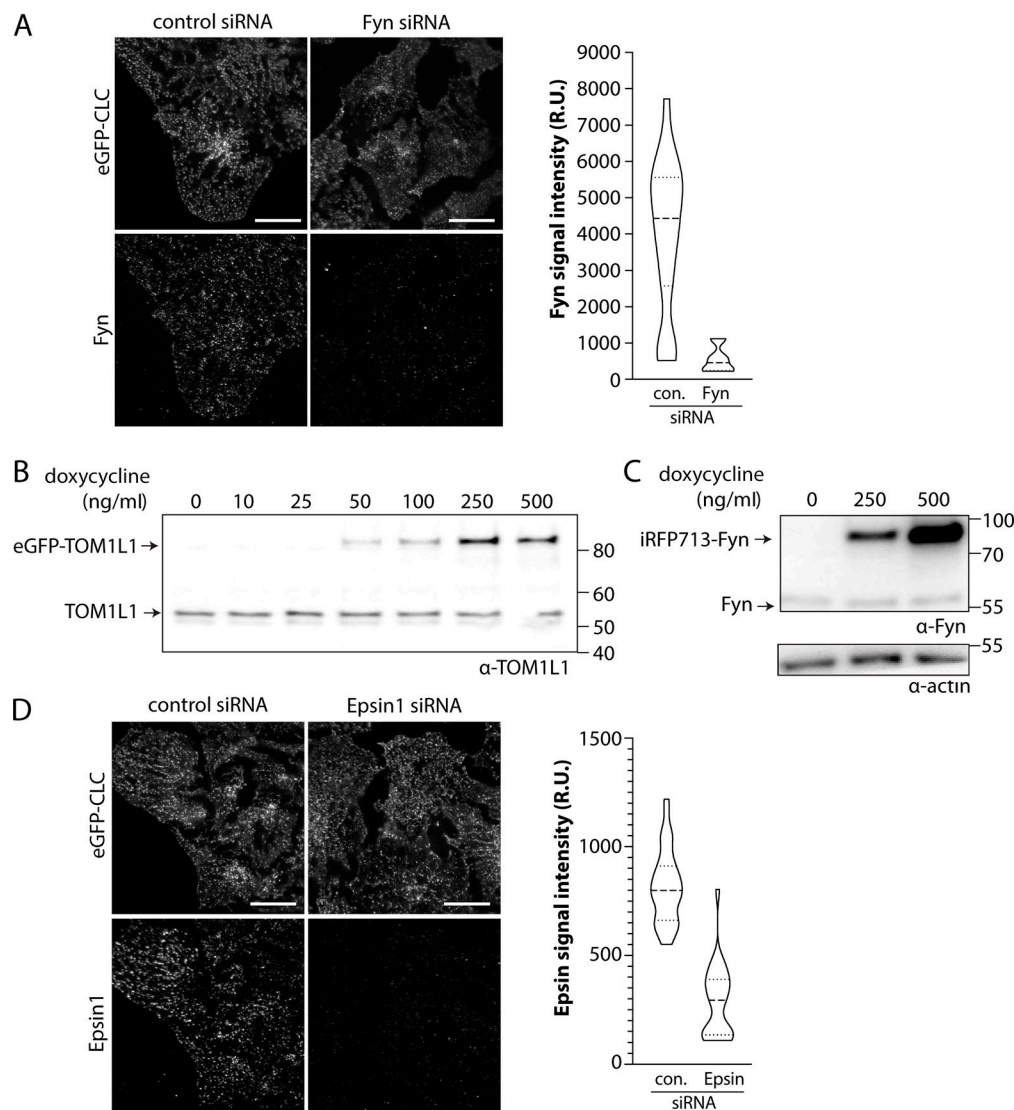 A
control siRNA Fyn siRNA
eGFP-CLC
Fyn
Fyn signal intensity (R.U.)
9000
8000
7000
6000
5000
4000
3000
2000
1000
0
con. Fyn
siRNA
B
doxycycline
(ng/ml) 0 10 25 50 100 250 500
eGFP-TOM1L1
TOM1L1
80
60
50
40
α-TOM1L1
C
doxycycline
(ng/ml) 0 250 500
iRFP713-Fyn
Fyn
100
70
55
α-Fyn
55
α-actin
D
control siRNA Epsin1 siRNA
eGFP-CLC
Epsin1
Epsin signal intensity (R.U.)
1500
1000
500
0
con. Epsin
siRNA